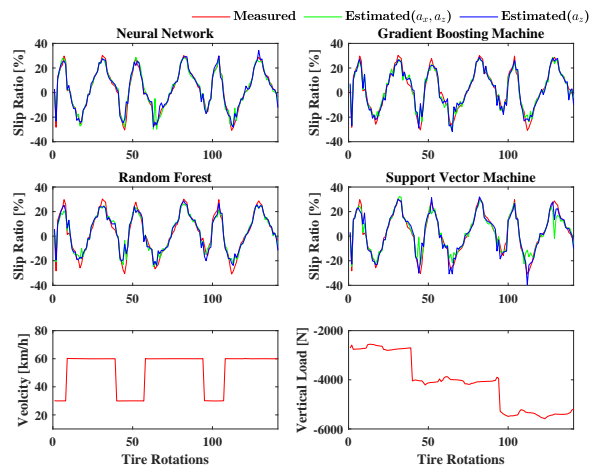 Measured Estimated(aₓ, a_z) Estimated(a_z)
Neural Network Gradient Boosting Machine
Slip Ratio [%] 40 20 0 -20 -40 Slip Ratio [%] 40 20 0 -20 -40
0 50 100 0 50 100
Random Forest Support Vector Machine
Slip Ratio [%] 40 20 0 -20 -40 Slip Ratio [%] 40 20 0 -20 -40
0 50 100 0 50 100
Veolcity [km/h] 80 60 40 20 Vertical Load [N] -2000 -4000 -6000
0 50 100 0 50 100
Tire Rotations Tire Rotations